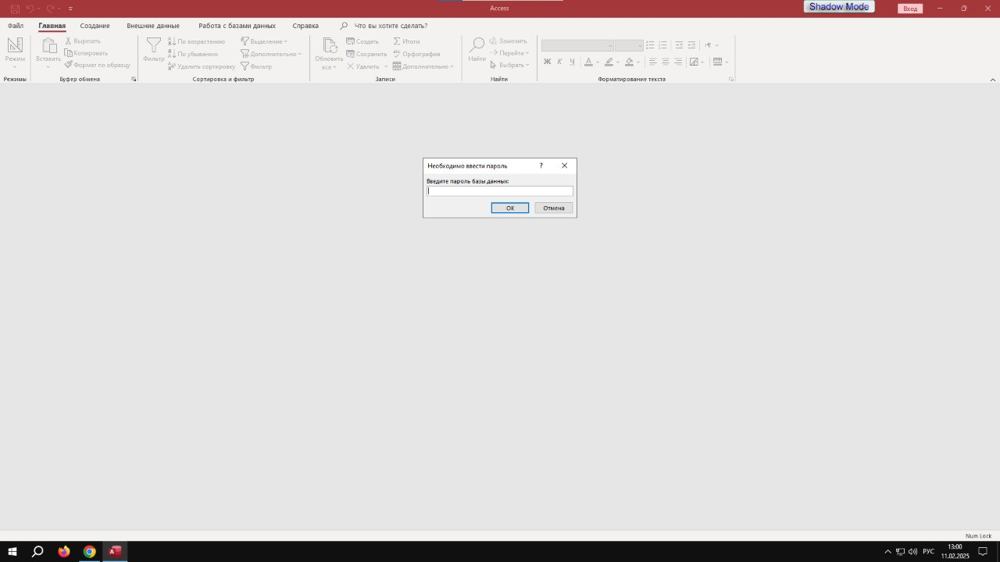 Access
Shadow Mode
Вход
Файл Главная Создание Внешние данные Работа с базами данных Справка Что вы хотите сделать?
Режим
Режимы
Вставить
Вырезать
Копировать
Формат по образцу
Буфер обмена
Фильтр
По возрастанию
По убыванию
Удалить сортировку
Выделение
Дополнительно
Фильтр
Сортировка и фильтр
Обновить
все
Создать
Сохранить
Удалить
Итоги
Орфография
Дополнительно
Записи
Найти
Заменить
Перейти
Выбрать
Найти
Ж К Ч
Форматирование текста
Необходимо ввести пароль ?
Введите пароль базы данных:
ОК Отмена
Num Lock
РУС
13:00
11.02.2025